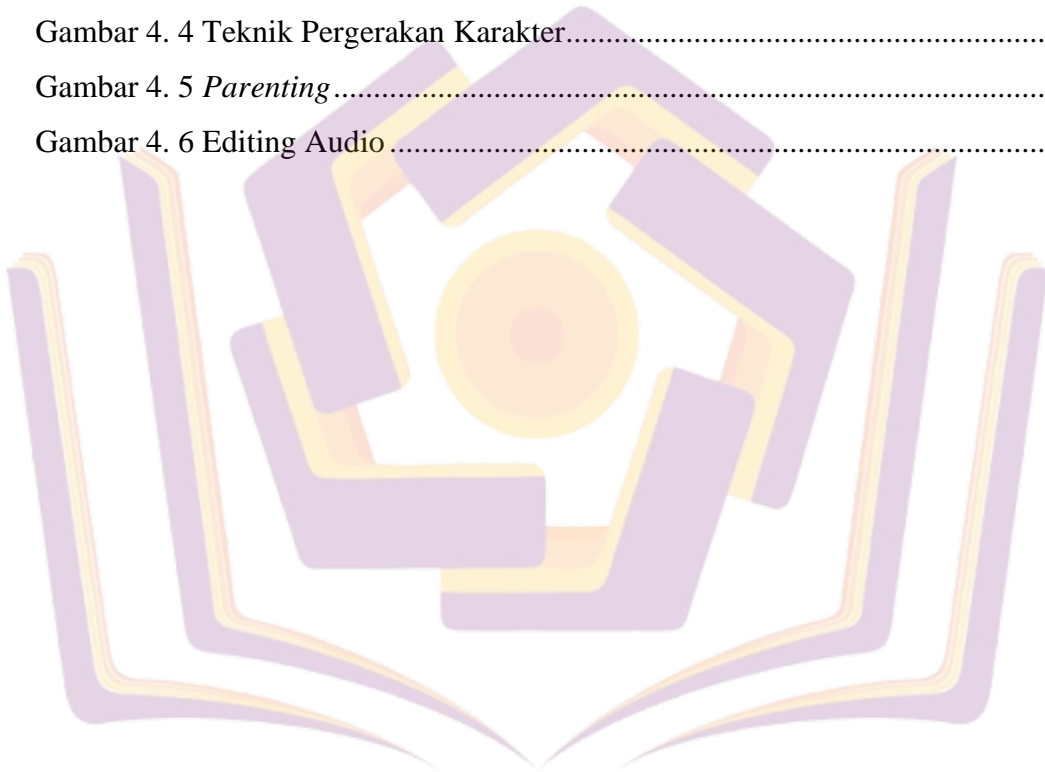 Gambar 4. 4 Teknik Pergerakan Karakter............................................................
Gambar 4. 5 Parenting.........................................................................................
Gambar 4. 6 Editing Audio..................................................................................